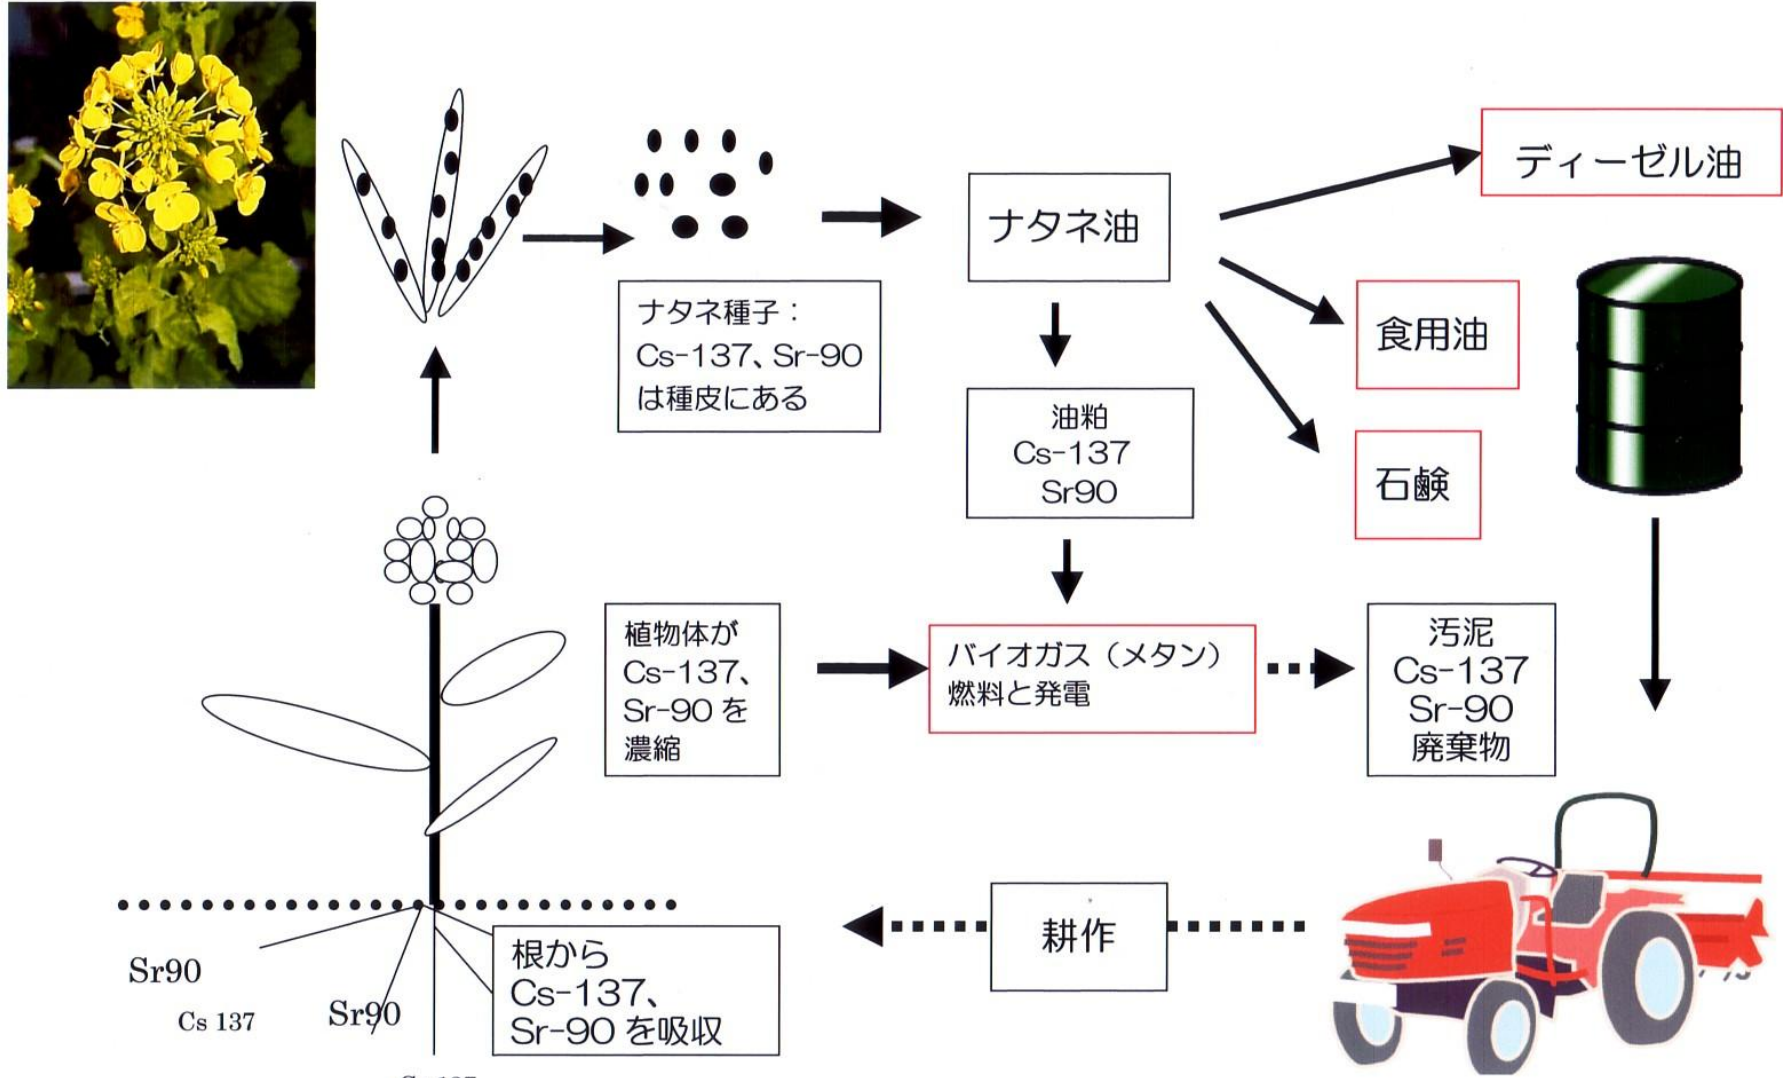 ディーゼル油
ナタネ油
ナタネ種子：
Cs-137、Sr-90
は種皮にある
食用油
油粕
Cs-137
Sr90
石鹸
植物体が
Cs-137、
Sr-90 を
濃縮
バイオガス（メタン）
燃料と発電
汚泥
Cs-137
Sr-90
廃棄物
耕作
根から
Cs-137、
Sr-90 を吸収
Sr90
Cs 137
Sr90